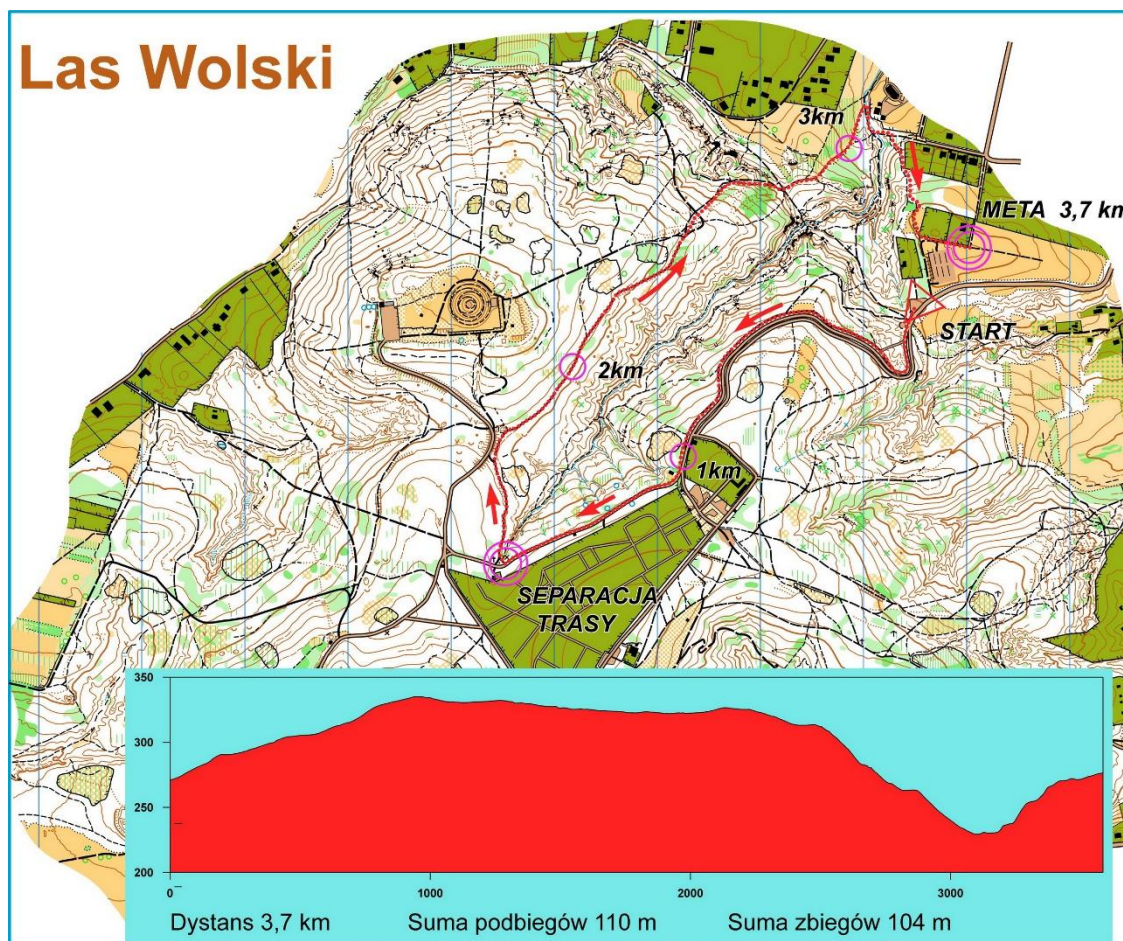 Las Wolski
3km
META 3,7 km
START
2km
1km
SEPARACJA
TRASY
350
300
250
200
0
1000
2000
3000
Dystans 3,7 km Suma podbiegów 110 m Suma zbiegów 104 m